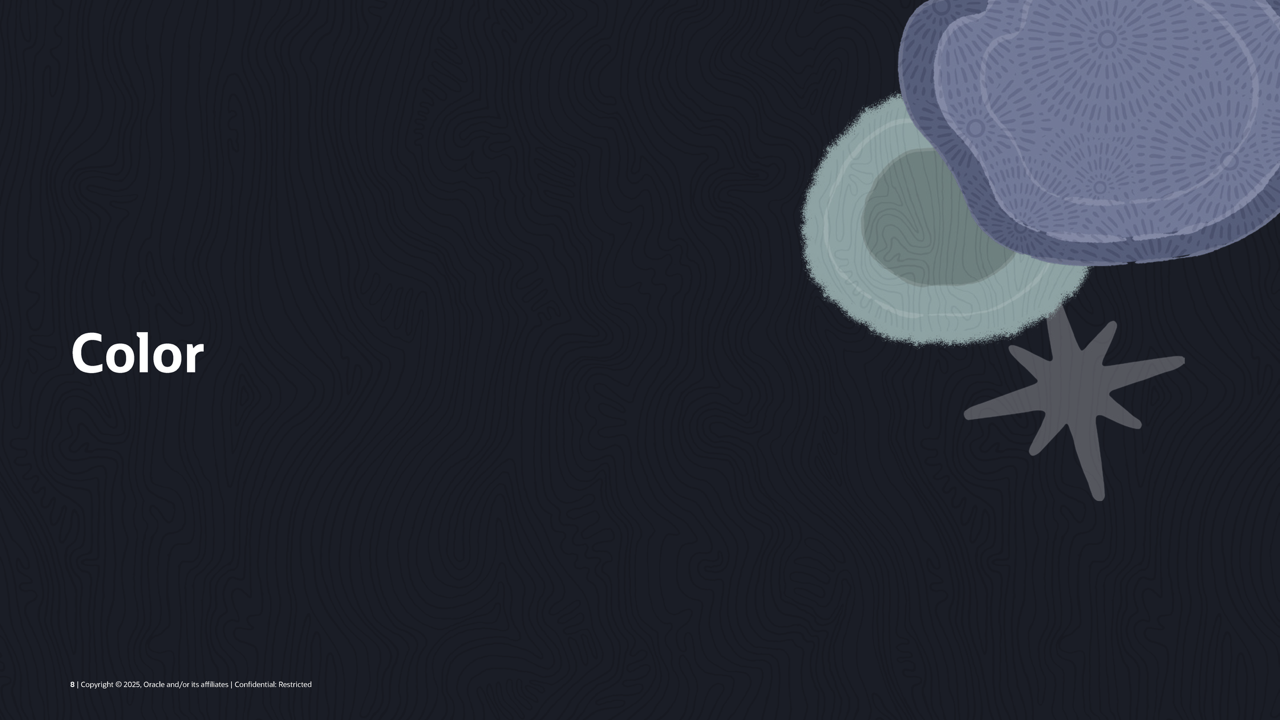 Color
8 | Copyright © 2025, Oracle and/or its affiliates | Confidential: Restricted